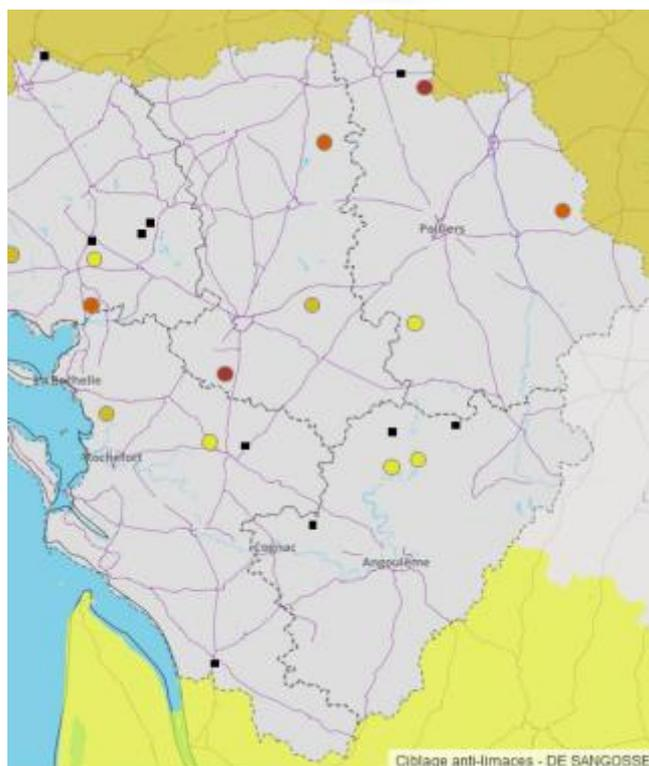 Poitiers
La Rochelle
Rochefort
Cognac
Angoulême
Ciblage anti-limaces - DE SANGOSSE